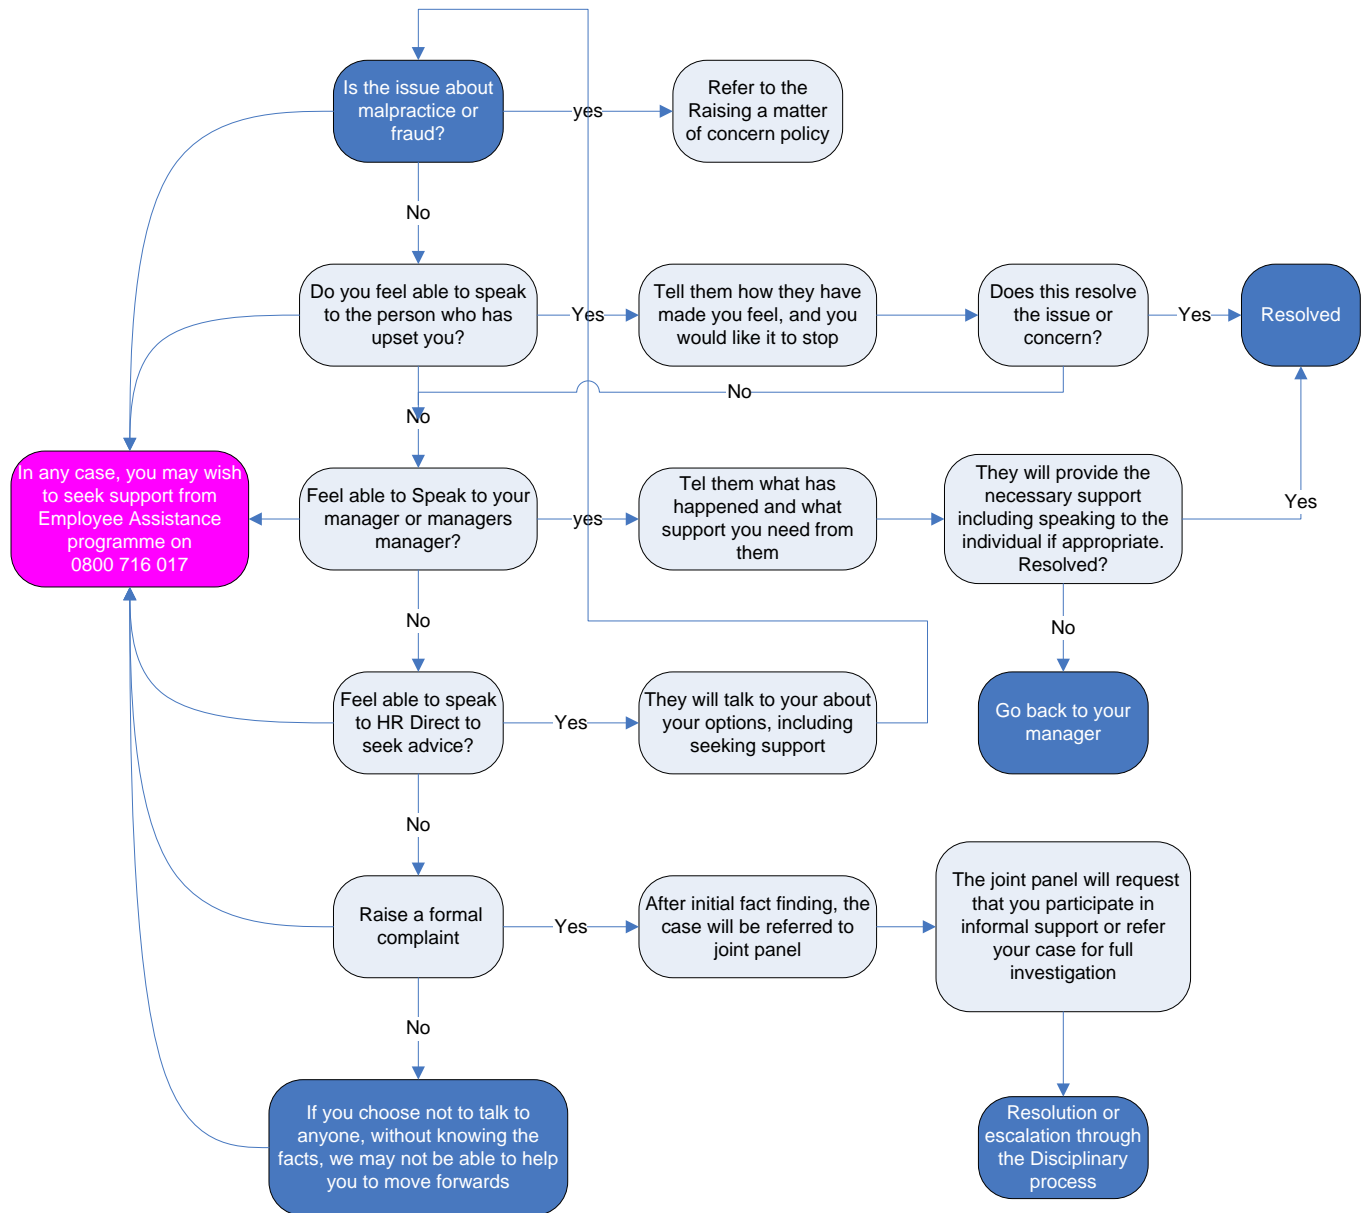 Is the issue about
malpractice or
fraud?
yes
Refer to the
Raising a matter
of concern policy
No
Do you feel able to speak
to the person who has
upset you?
Yes
Tell them how they have
made you feel, and you
would like it to stop
Does this resolve
the issue or
concern?
Yes
Resolved
No
No
In any case, you may wish
to seek support from
Employee Assistance
programme on
0800 716 017
Feel able to Speak to your
manager or managers
manager?
yes
Tell them what has
happened and what
support you need from
them
They will provide the
necessary support
including speaking to the
individual if appropriate.
Resolved?
Yes
No
No
Feel able to speak
to HR Direct to
seek advice?
Yes
They will talk to your about
your options, including
seeking support
Go back to your
manager
No
Raise a formal
complaint
Yes
After initial fact finding, the
case will be referred to
joint panel
The joint panel will request
that you participate in
informal support or refer
your case for full
investigation
No
If you choose not to talk to
anyone, without knowing the
facts, we may not be able to help
you to move forwards
Resolution or
escalation through
the Disciplinary
process